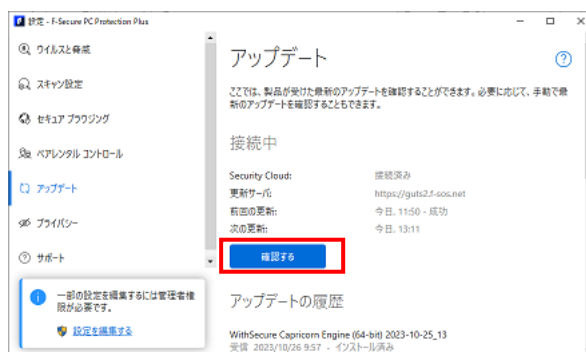 設定 - F-Secure PC Protection Plus
ウイルスと脅威
スキャン設定
セキュア ブラウジング
ペアレンタル コントロール
アップデート
プライバシー
サポート
一部の設定を編集するには管理者権
限が必要です。
設定を編集する
アップデート
ここでは、製品が受けた最新のアップデートを確認することができます。必要に応じて、手動で最
新のアップデートを確認することもできます。
接続中
Security Cloud: 接続済み
更新サーバ: https://guts2.f-sos.net
前回の更新: 今日, 11:50 - 成功
次の更新: 今日, 13:11
確認する
アップデートの履歴
WithSecure Capricorn Engine (64-bit) 2023-10-25_13
受信 2023/10/26 9:57 - インストール済み